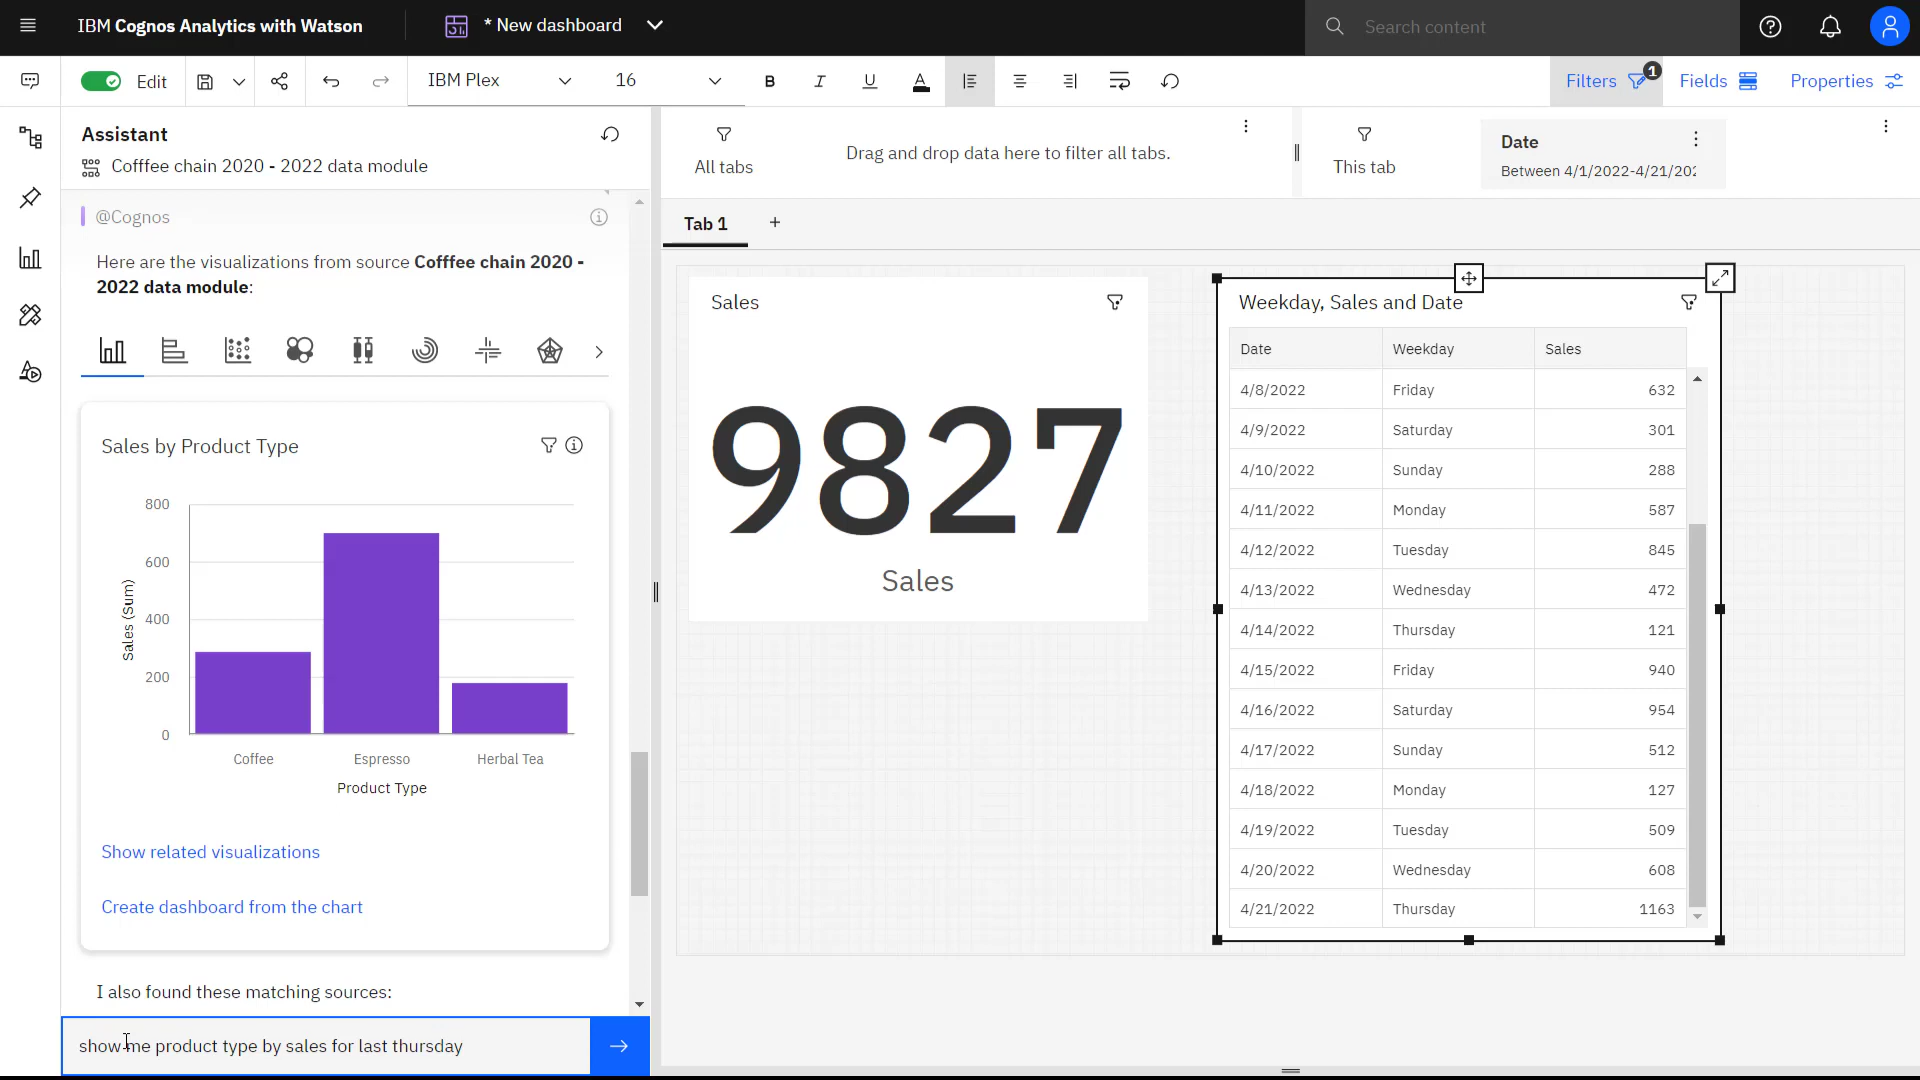 IBM Cognos Analytics with Watson
* New dashboard
Search content
Edit
IBM Plex
16
B
I
U
A
Filters
1
Fields
Properties
Assistant
Cofffee chain 2020 - 2022 data module
@Cognos
Here are the visualizations from source Cofffee chain 2020 -
2022 data module:
Sales by Product Type
800
600
400
200
0
Sales (Sum)
Coffee
Espresso
Herbal Tea
Product Type
Show related visualizations
Create dashboard from the chart
I also found these matching sources:
show me product type by sales for last thursday
All tabs
Drag and drop data here to filter all tabs.
This tab
Date
Between 4/1/2022-4/21/202
Tab 1
+
Sales
9827
Sales
Weekday, Sales and Date
Date Weekday Sales
4/8/2022 Friday 632
4/9/2022 Saturday 301
4/10/2022 Sunday 288
4/11/2022 Monday 587
4/12/2022 Tuesday 845
4/13/2022 Wednesday 472
4/14/2022 Thursday 121
4/15/2022 Friday 940
4/16/2022 Saturday 954
4/17/2022 Sunday 512
4/18/2022 Monday 127
4/19/2022 Tuesday 509
4/20/2022 Wednesday 608
4/21/2022 Thursday 1163